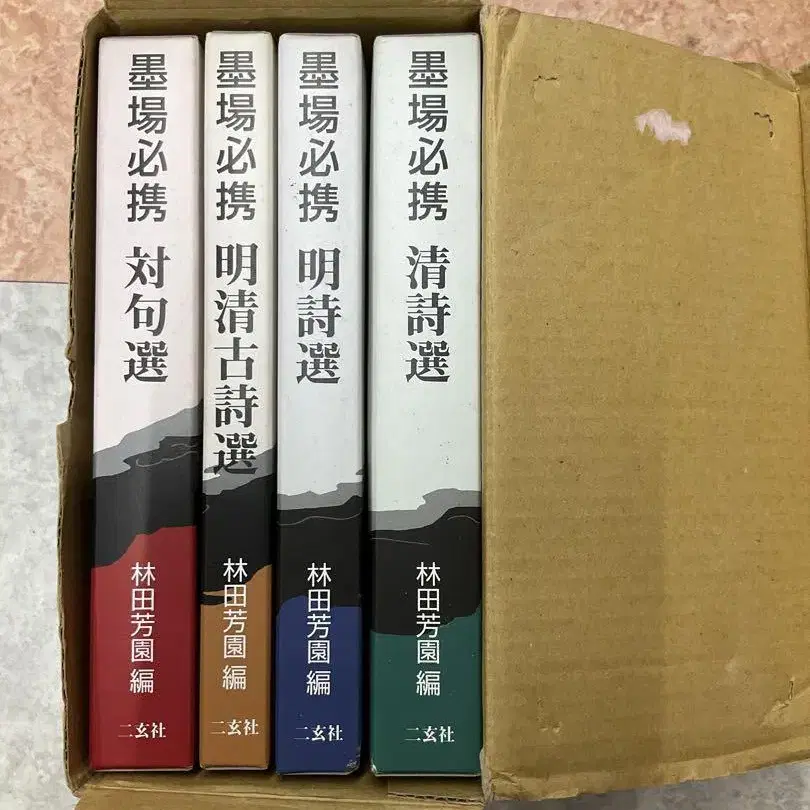 墨場必携 対句選
林田芳園 編
二玄社
墨場必携 明清古詩選
林田芳園 編
二玄社
墨場必携 明詩選
林田芳園 編
二玄社
墨場必携 清詩選
林田芳園 編
二玄社